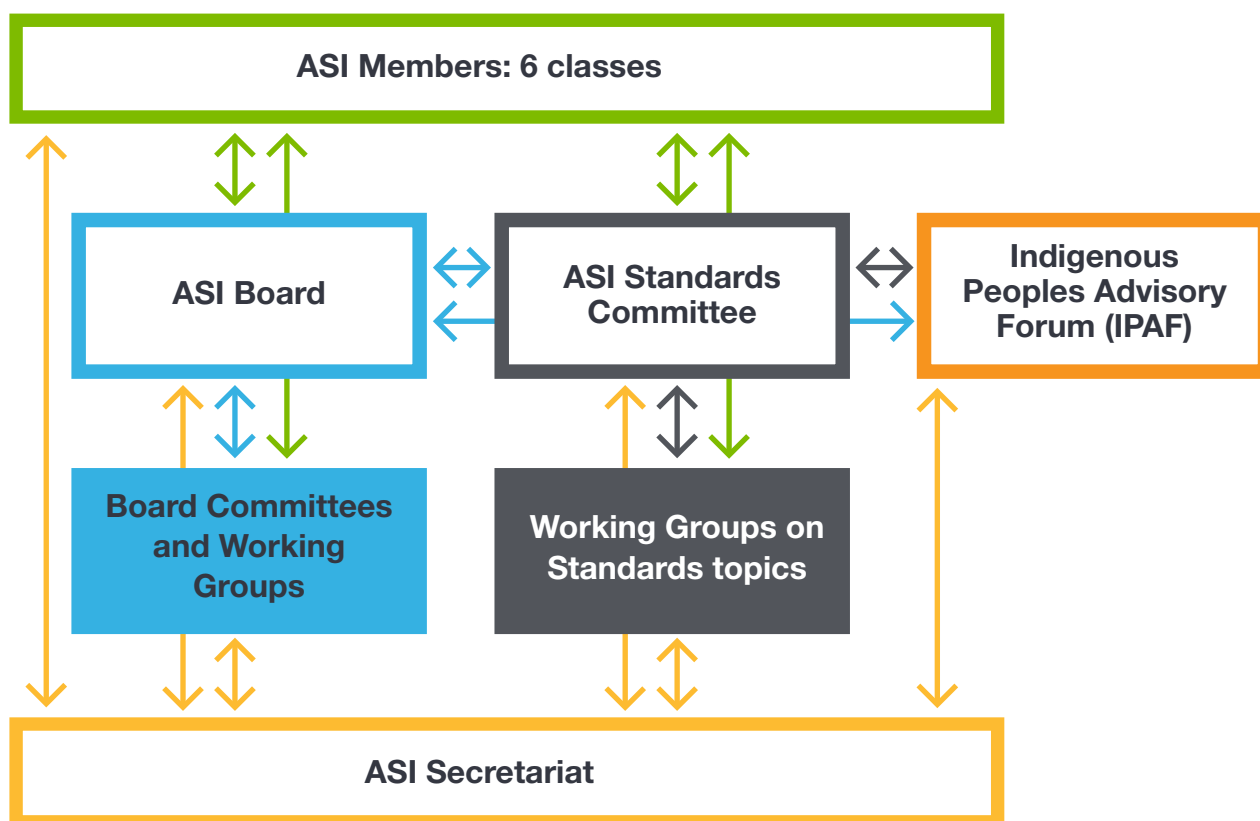 ASI Members: 6 classes
ASI Board
ASI Standards
Committee
Indigenous
Peoples Advisory
Forum (IPAF)
Board Committees
and Working
Groups
Working Groups on
Standards topics
ASI Secretariat